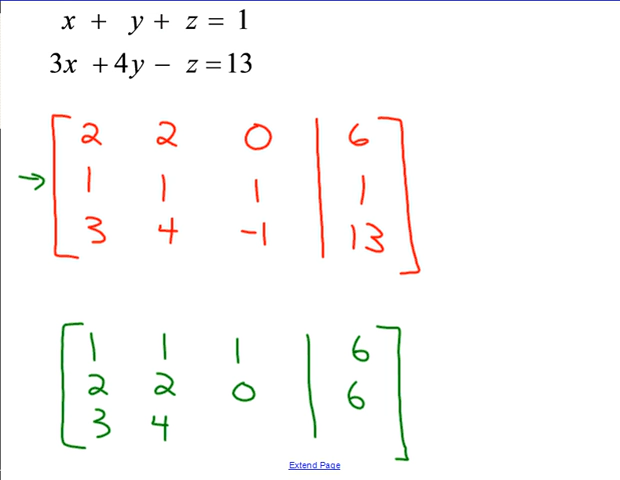 x + y + z = 1
3x + 4y − z = 13
2 2 0 | 6
→ 1 1 1 | 1
3 4 -1 | 13
1 1 1 | 6
2 2 0 | 6
3 4
Extend Page